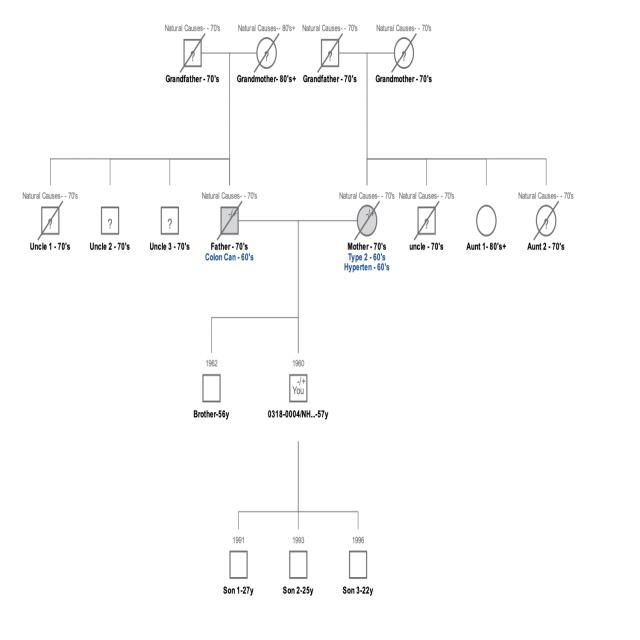 Natural Causes- - 70's
Natural Causes-- 80's+
Natural Causes- - 70's
Natural Causes- - 70's
?
?
?
?
Grandfather - 70's
Grandmother- 80's+
Grandfather - 70's
Grandmother - 70's
Natural Causes- - 70's
Natural Causes- - 70's
Natural Causes- - 70's
Natural Causes- - 70's
Natural Causes- - 70's
?
?
?
-/+
-/+
?
?
Uncle 1 - 70's
Uncle 2 - 70's
Uncle 3 - 70's
Father - 70's
Mother - 70's
uncle - 70's
Aunt 1- 80's+
Aunt 2 - 70's
Colon Can - 60's
Type 2 - 60's
Hyperten - 60's
1962
1960
-/+
You
Brother-56y
0318-0004/NH...-57y
1991
1993
1996
Son 1-27y
Son 2-25y
Son 3-22y